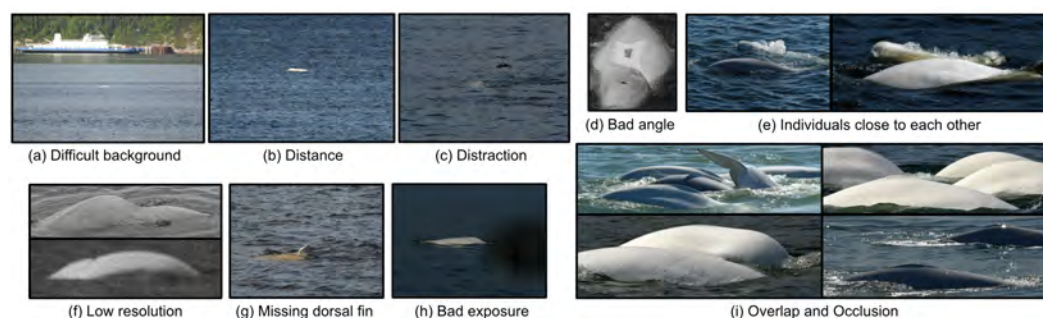 (a) Difficult background
(b) Distance
(c) Distraction
(d) Bad angle
(e) Individuals close to each other
(f) Low resolution
(g) Missing dorsal fin
(h) Bad exposure
(i) Overlap and Occlusion